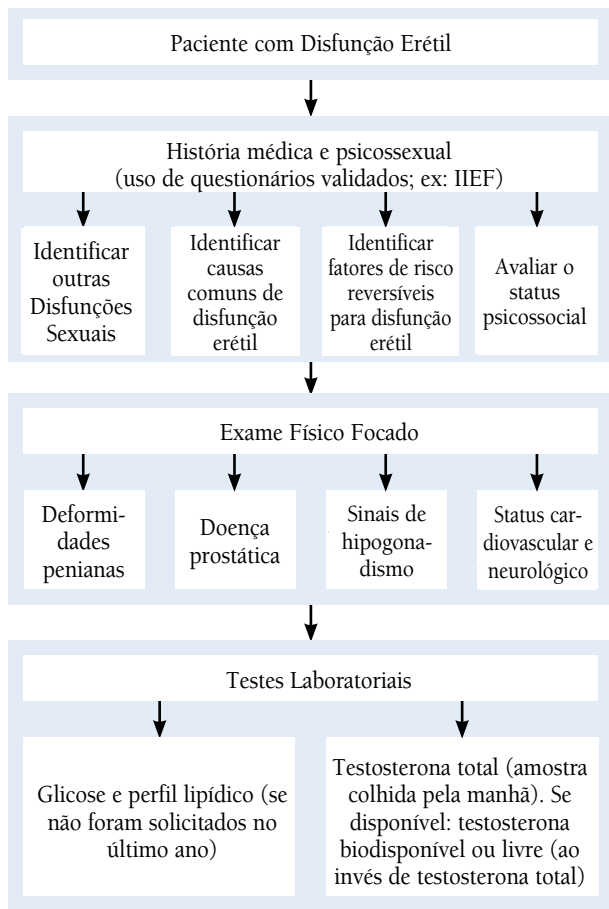 Paciente com Disfunção Erétil
História médica e psicossexual
(uso de questionários validados; ex: IIEF)
Identificar
outras
Disfunções
Sexuais
Identificar
causas
comuns de
disfunção
erétil
Identificar
fatores de risco
reversíveis
para disfunção
erétil
Avaliar o
status
psicossocial
Exame Físico Focado
Deformi-
dades
penianas
Doença
prostática
Sinais de
hipogona-
dismo
Status car-
diovascular e
neurológico
Testes Laboratoriais
Glicose e perfil lipídico (se
não foram solicitados no
último ano)
Testosterona total (amostra
colhida pela manhã). Se
disponível: testosterona
biodisponível ou livre (ao
invés de testosterona total)